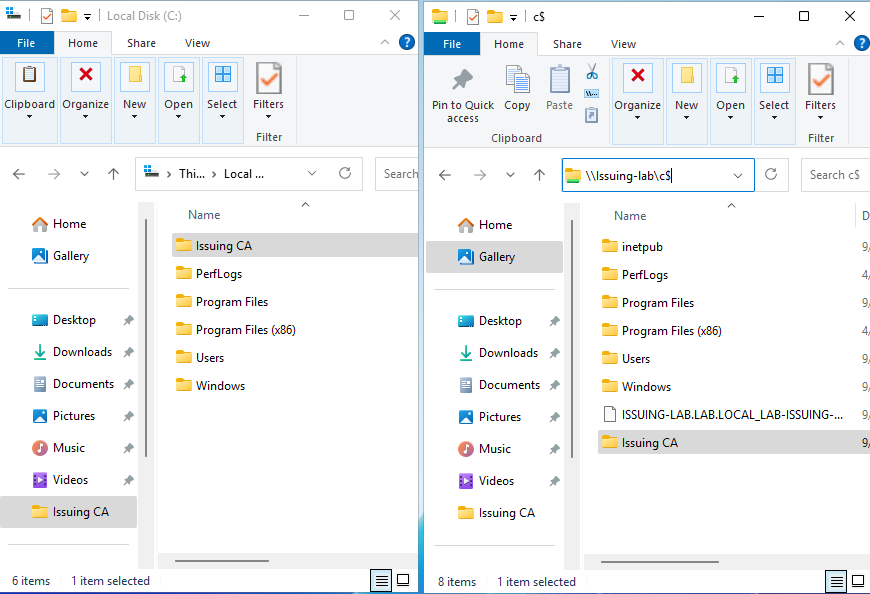 Local Disk (C:)
File Home Share View
Clipboard Organize New Open Select Filters
Filter
Thi... Local ... Search
Name
Home
Gallery
Desktop
Downloads
Documents
Pictures
Music
Videos
Issuing CA
Issuing CA
PerfLogs
Program Files
Program Files (x86)
Users
Windows
6 items 1 item selected
c$
File Home Share View
Pin to Quick access Copy Paste Organize New Open Select Filters
Clipboard Filter
\\Issuing-lab\c$ Search c$
Name D
Home
Gallery
Desktop
Downloads
Documents
Pictures
Music
Videos
Issuing CA
inetpub 9/
PerfLogs 4/
Program Files 9/
Program Files (x86) 4/
Users 9/
Windows 9/
ISSUING-LAB.LAB.LOCAL_LAB-ISSUING-... 9/
Issuing CA 9/
8 items 1 item selected